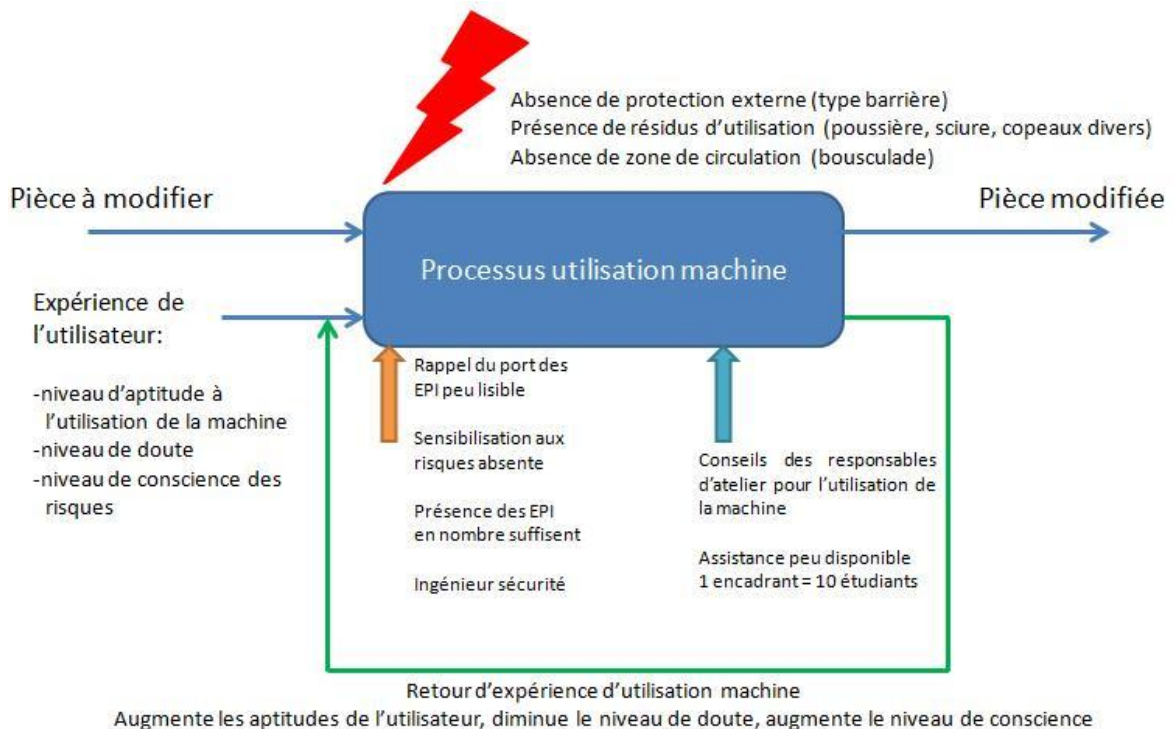 Absence de protection externe (type barrière)
Présence de résidus d'utilisation (poussière, sciure, copeaux divers)
Absence de zone de circulation (bousculade)
Pièce à modifier
Pièce modifiée
Processus utilisation machine
Expérience de
l'utilisateur:
-niveau d'aptitude à
l'utilisation de la machine
-niveau de doute
-niveau de conscience des
risques
Rappel du port des
EPI peu lisible
Sensibilisation aux
risques absente
Présence des EPI
en nombre suffisent
Ingénieur sécurité
Conseils des responsables
d'atelier pour l'utilisation de
la machine
Assistance peu disponible
1 encadrant = 10 étudiants
Retour d'expérience d'utilisation machine
Augmente les aptitudes de l'utilisateur, diminue le niveau de doute, augmente le niveau de conscience